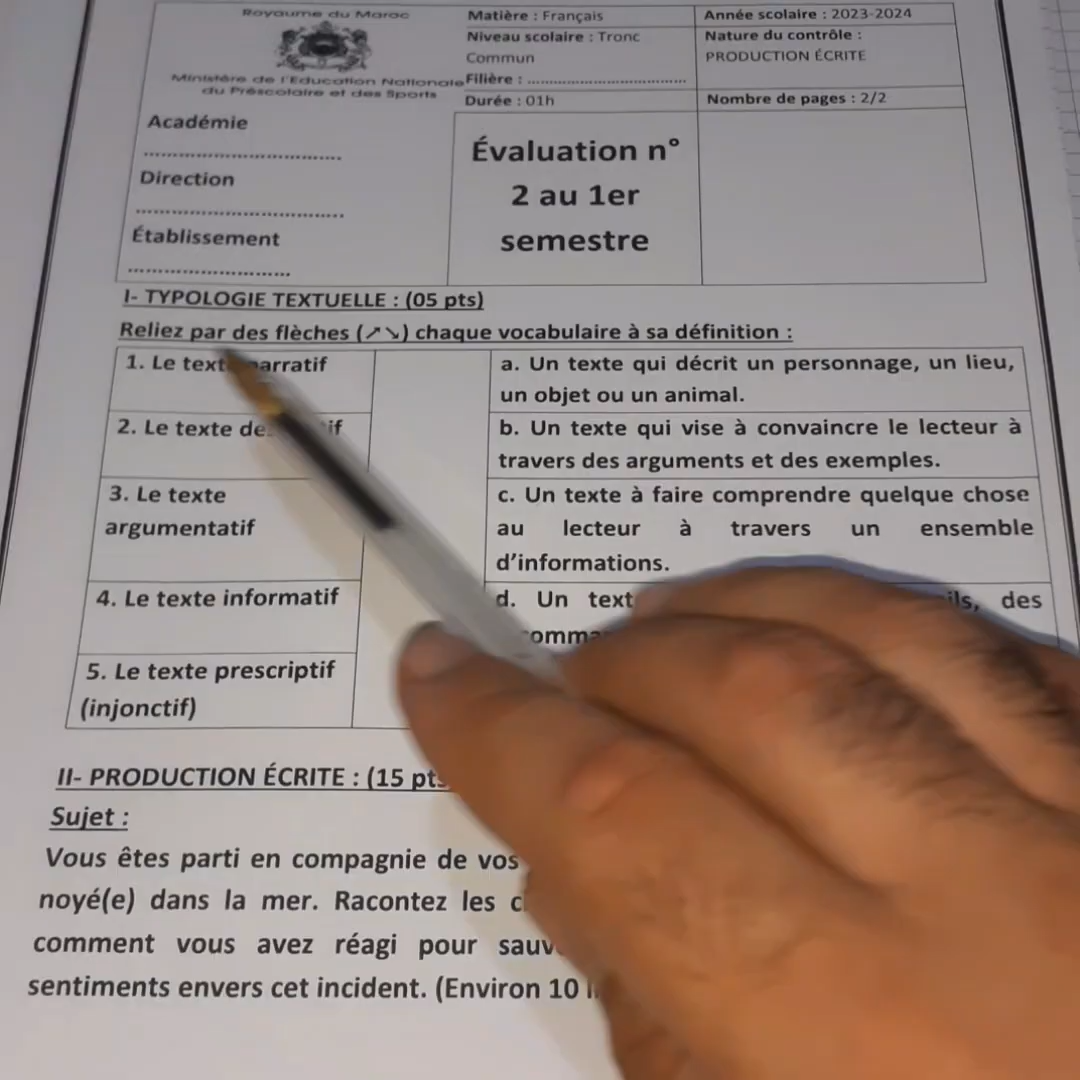 Royaume du Maroc
Ministère de l'Education Nationale
du Préscolaire et des Sports
Matière : Français
Niveau scolaire : Tronc
Commun
Filière : ....................................
Durée : 01h
Année scolaire : 2023-2024
Nature du contrôle :
PRODUCTION ÉCRITE
Nombre de pages : 2/2
Académie
..................................
Direction
...................................
Établissement
............................
Évaluation n°
2 au 1er
semestre
I- TYPOLOGIE TEXTUELLE : (05 pts)
Reliez par des flèches (↗↘) chaque vocabulaire à sa définition :
1. Le texte narratif
a. Un texte qui décrit un personnage, un lieu,
un objet ou un animal.
2. Le texte
b. Un texte qui vise à convaincre le lecteur à
travers des arguments et des exemples.
3. Le texte
argumentatif
c. Un texte à faire comprendre quelque chose
au lecteur à travers un ensemble
d'informations.
4. Le texte informatif
d. Un des
5. Le texte prescriptif
(injonctif)
II- PRODUCTION ÉCRITE : (15 pts
Sujet :
Vous êtes parti en compagnie de vos
noyé(e) dans la mer. Racontez les
comment vous avez réagi pour
sentiments envers cet incident. (Environ 10